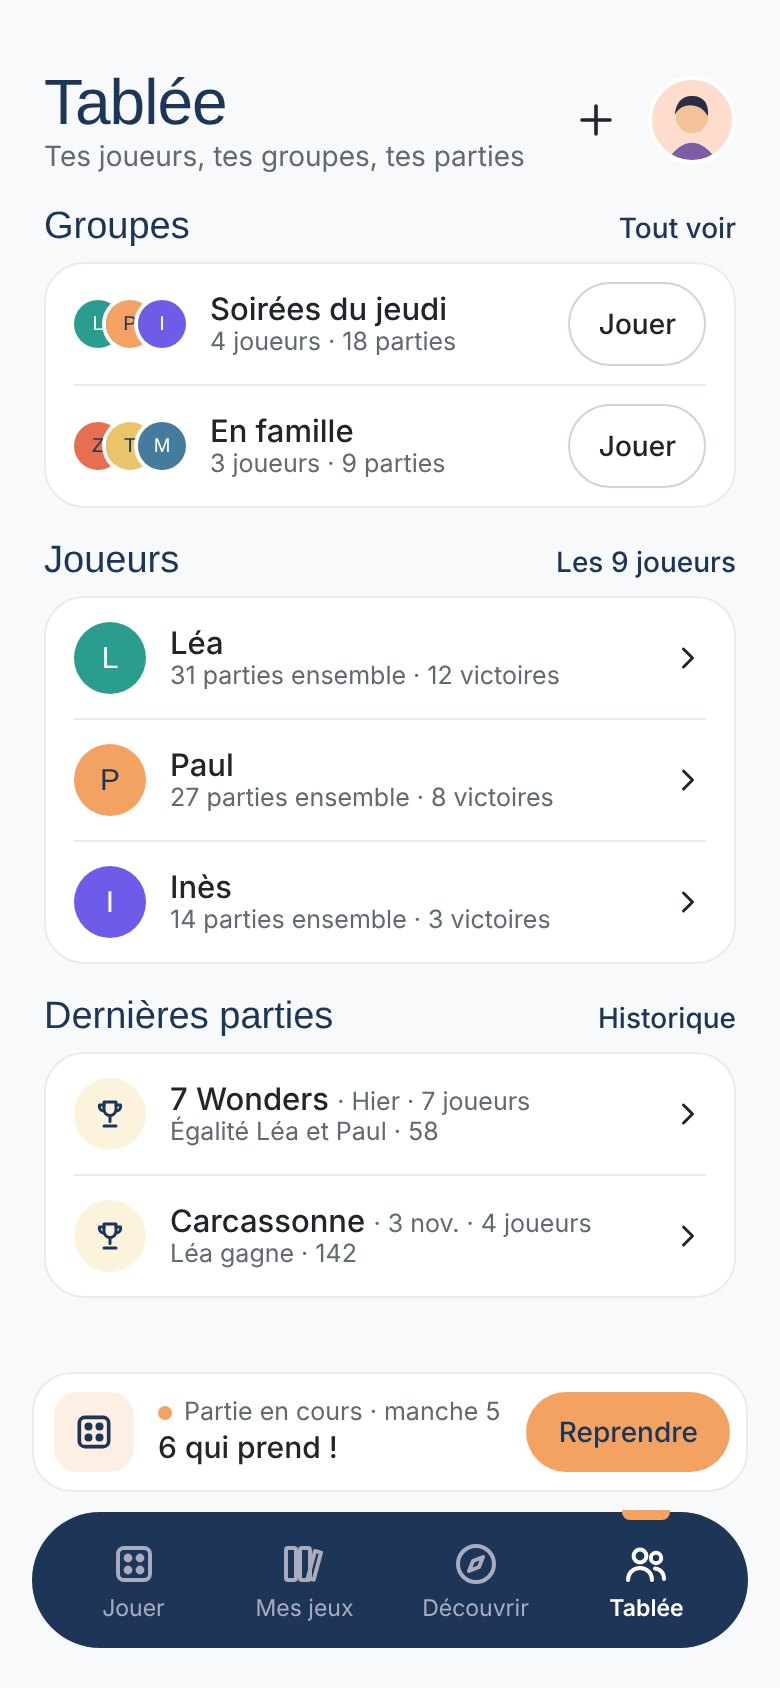 Tablée
Tes joueurs, tes groupes, tes parties
Groupes
Tout voir
L P I
Soirées du jeudi
4 joueurs · 18 parties
Jouer
Z T M
En famille
3 joueurs · 9 parties
Jouer
Joueurs
Les 9 joueurs
L
Léa
31 parties ensemble · 12 victoires
P
Paul
27 parties ensemble · 8 victoires
I
Inès
14 parties ensemble · 3 victoires
Dernières parties
Historique
7 Wonders · Hier · 7 joueurs
Égalité Léa et Paul · 58
Carcassonne · 3 nov. · 4 joueurs
Léa gagne · 142
Partie en cours · manche 5
6 qui prend !
Reprendre
Jouer
Mes jeux
Découvrir
Tablée